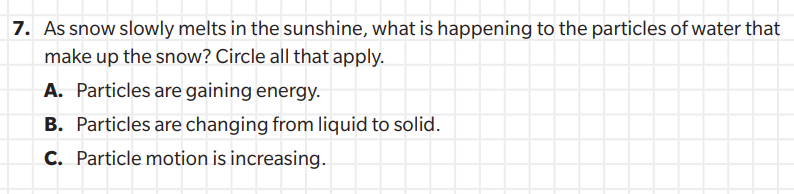 7. As snow slowly melts in the sunshine, what is happening to the particles of water that
make up the snow? Circle all that apply.
A. Particles are gaining energy.
B. Particles are changing from liquid to solid.
C. Particle motion is increasing.